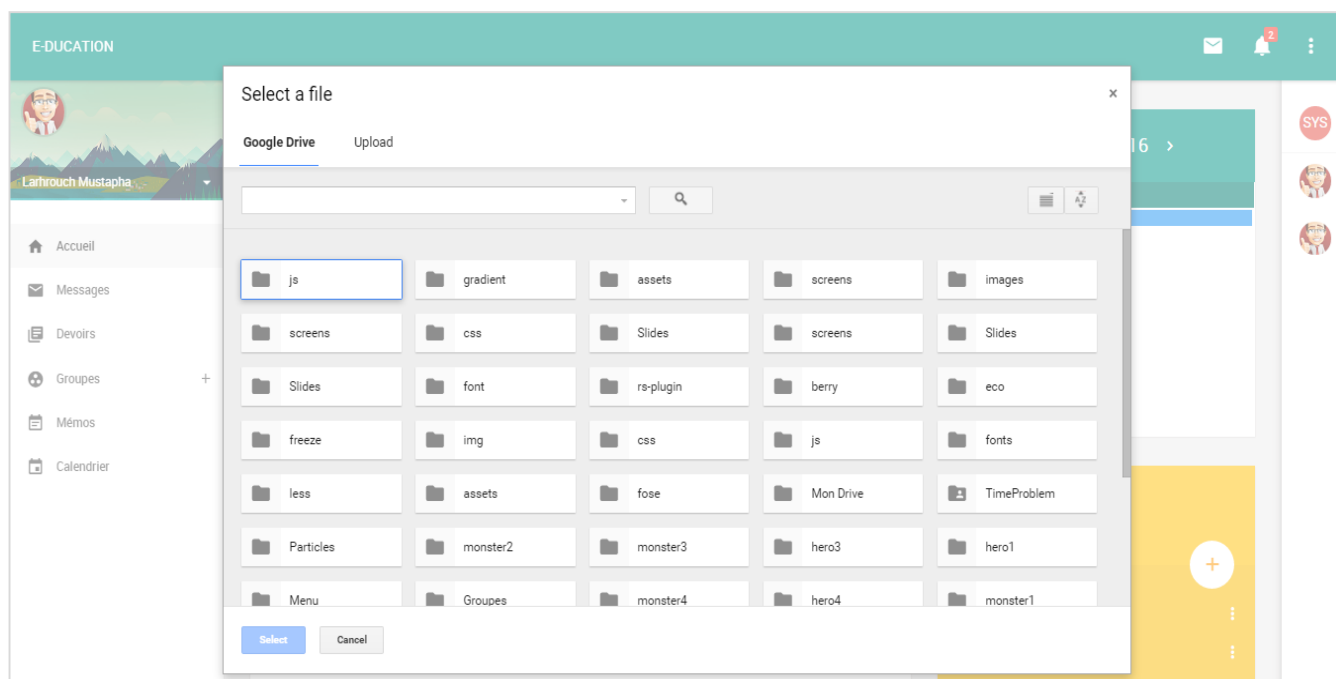 E-DUCATION
2
Select a file
×
Google Drive Upload
16
SYS
Larhrouch Mustapha
AZ
Accueil
Messages
Devoirs
Groupes +
Mémos
Calendrier
js gradient assets screens images
screens css Slides screens Slides
Slides font rs-plugin berry eco
freeze img css js fonts
less assets fose Mon Drive TimeProblem
Particles monster2 monster3 hero3 hero1
Menu Groupes monster4 hero4 monster1
+
Select Cancel